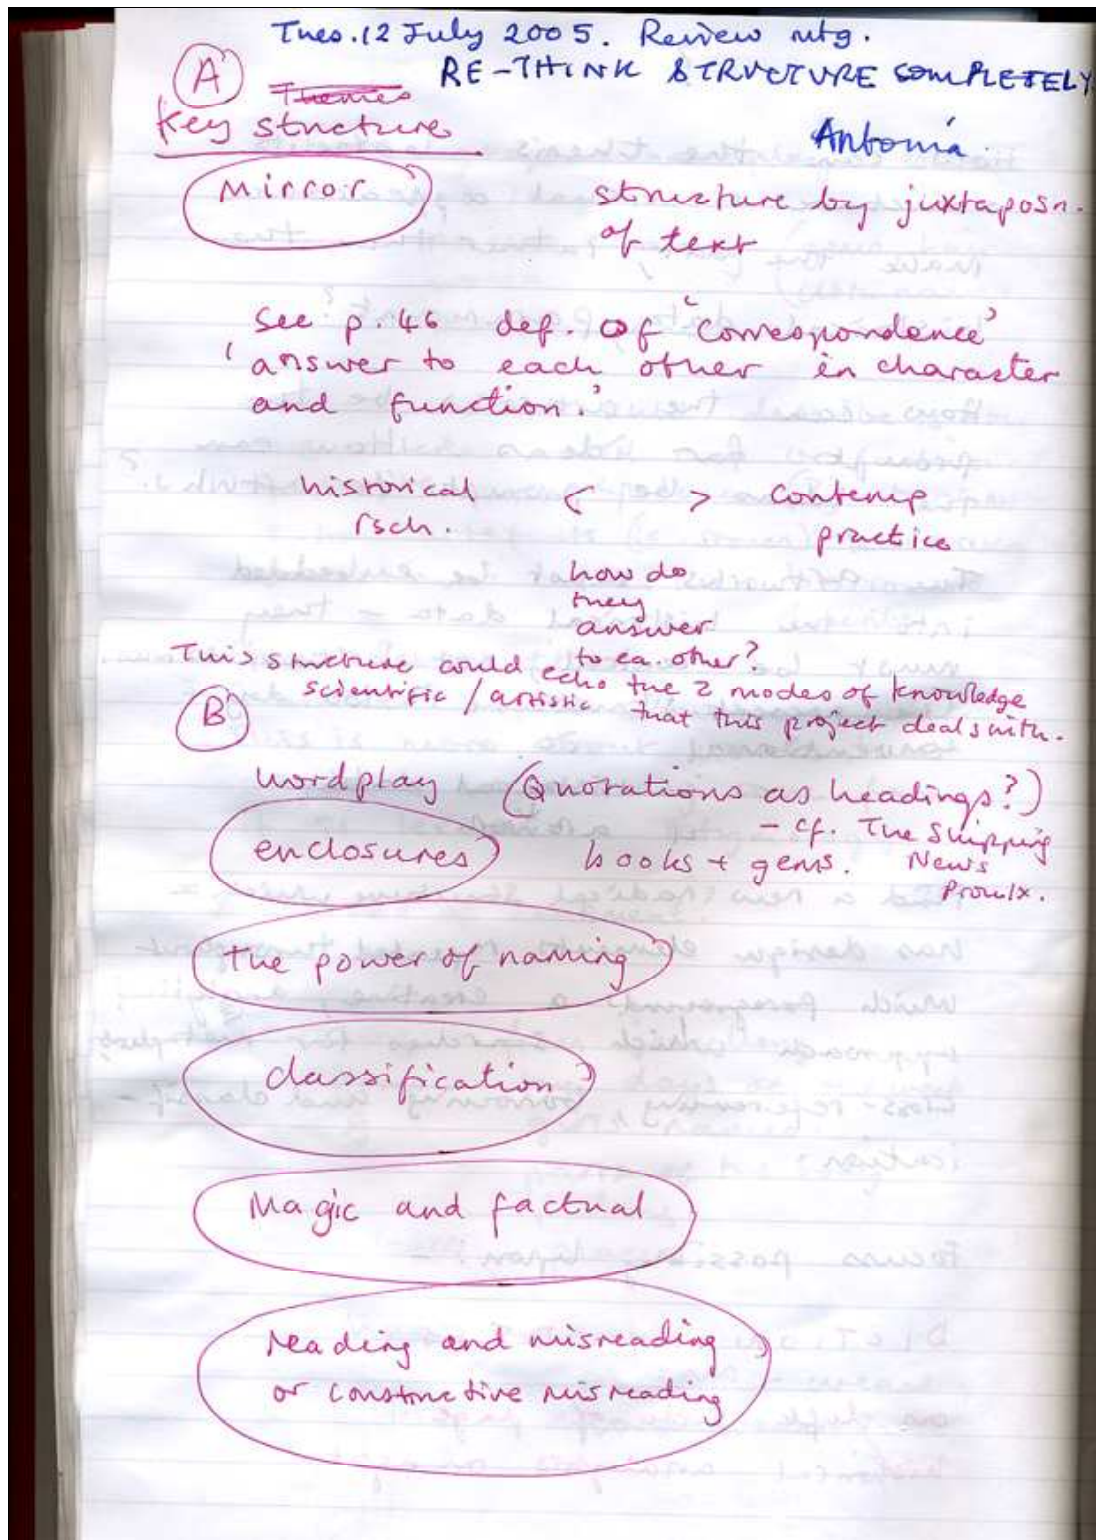 Tues. 12 July 2005. Review mtg.
RE-THINK STRUCTURE COMPLETELY
A
Themes
Key structure
Antonia
Mirror
structure by juxtaposn.
of text
See p. 46 def. of 'correspondence'
'answer to each other in character
and function.'
historical < > contemp
rsch. practice
how do
they
answer
to ea. other?
This structure could echo the 2 modes of knowledge
scientific / artistic that this project deals with.
B
wordplay (Quotations as headings?)
- cf. The Shipping
News
Proulx.
enclosures books + gems.
the power of naming
classification
Magic and factual
reading and misreading
or constructive misreading